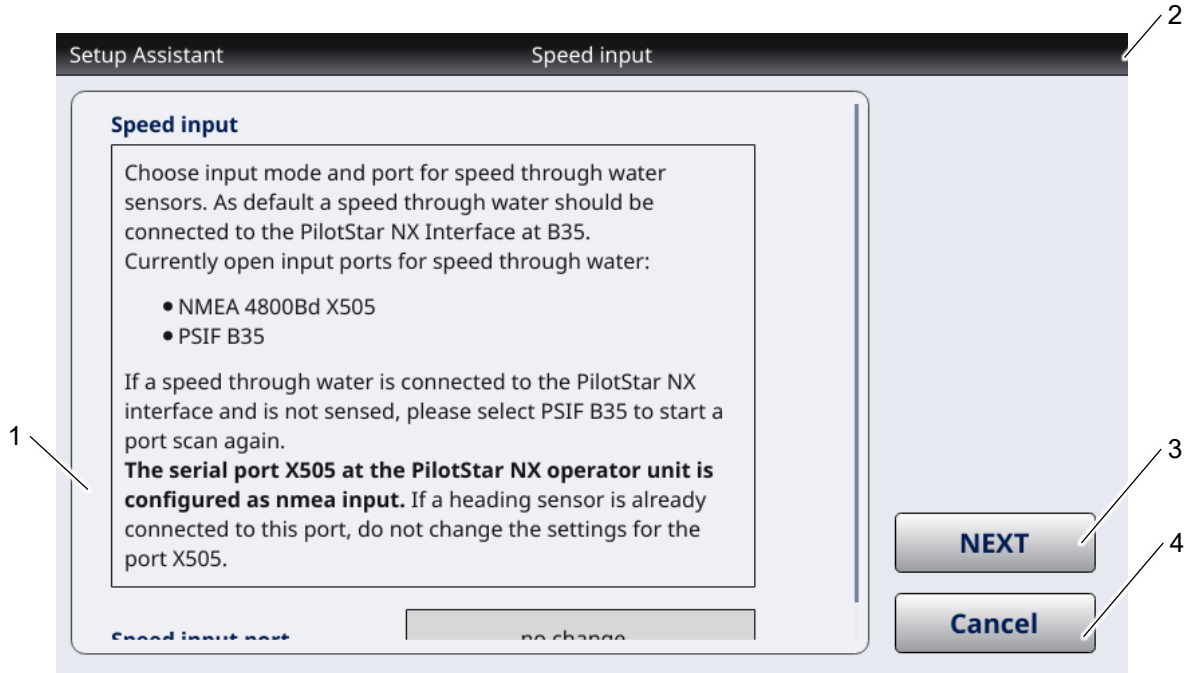 2
Setup Assistant Speed input
Speed input
Choose input mode and port for speed through water
sensors. As default a speed through water should be
connected to the PilotStar NX Interface at B35.
Currently open input ports for speed through water:
● NMEA 4800Bd X505
● PSIF B35
If a speed through water is connected to the PilotStar NX
interface and is not sensed, please select PSIF B35 to start a
port scan again.
The serial port X505 at the PilotStar NX operator unit is
configured as nmea input. If a heading sensor is already
connected to this port, do not change the settings for the
port X505.
Speed input port no change
1
3
NEXT
4
Cancel